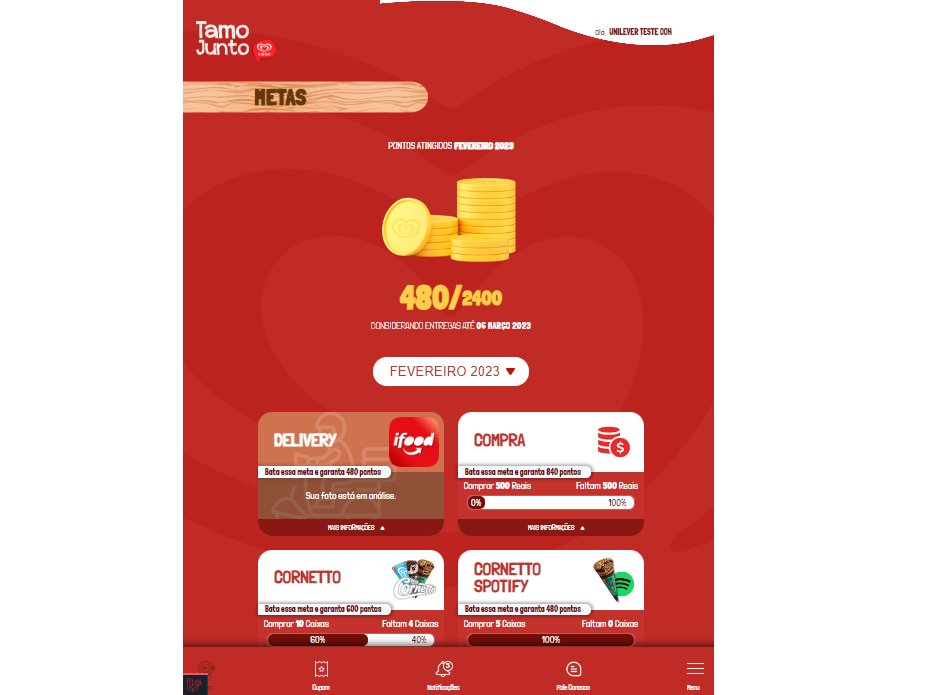 Tamo
Junto
KIBON
Olá, UNILEVER TESTE OOH
METAS
PONTOS ATINGIDOS FEVEREIRO 2023
480/2400
CONSIDERANDO ENTREGAS ATÉ 06 MARÇO 2023
FEVEREIRO 2023
DELIVERY
ifood
Bata essa meta e garanta 480 pontos
Sua foto está em análise.
MAIS INFORMAÇÕES
COMPRA
$
Bata essa meta e garanta 840 pontos
Comprar 500 Reais Faltam 500 Reais
0% 100%
MAIS INFORMAÇÕES
CORNETTO
Cornetto
Bata essa meta e garanta 600 pontos
Comprar 10 Caixas Faltam 4 Caixas
60% 40%
CORNETTO
SPOTIFY
Bata essa meta e garanta 480 pontos
Comprar 5 Caixas Faltam 0 Caixas
100%
Cupom
Notificações
Fale Conosco
Menu